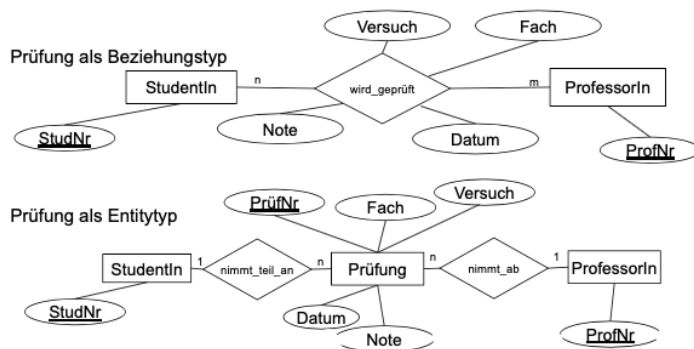 Versuch
Fach
Prüfung als Beziehungstyp
StudentIn
n
wird_geprüft
m
ProfessorIn
StudNr
Note
Datum
ProfNr
PrüfNr
Fach
Versuch
Prüfung als Entitytyp
StudentIn
1
nimmt_teil_an
n
Prüfung
n
nimmt_ab
1
ProfessorIn
StudNr
Datum
Note
ProfNr